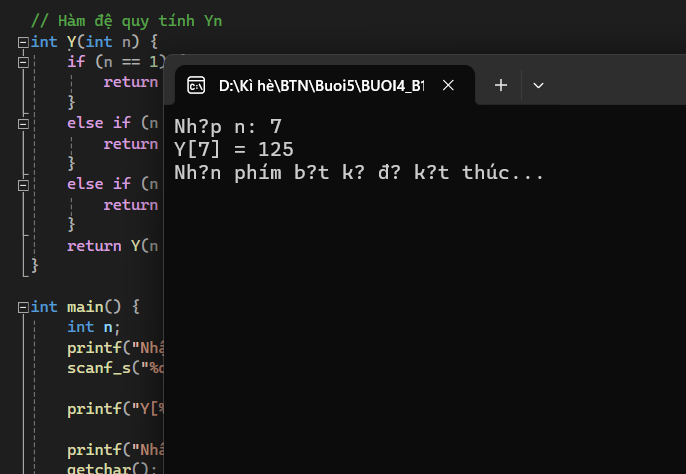 // Hàm đệ quy tính Yn
int Y(int n) {
if (n == 1)
return
}
else if (n
return
}
else if (n
return
}
return Y(n
}
int main() {
int n;
printf("Nhậ
scanf_s("%d
printf("Y[%
printf("Nhấ
getchar();
D:\Kì hè\BTN\Buoi5\BUOI4_B1
Nh?p n: 7
Y[7] = 125
Nh?n phím b?t k? đ? k?t thúc...